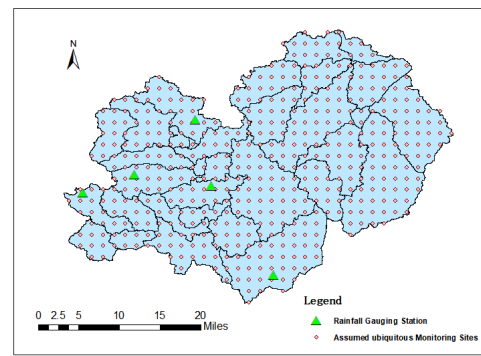 N
Legend
Rainfall Gauging Station
Assumed ubiquitous Monitoring Sites
0 2.5 5 10 15 20
Miles